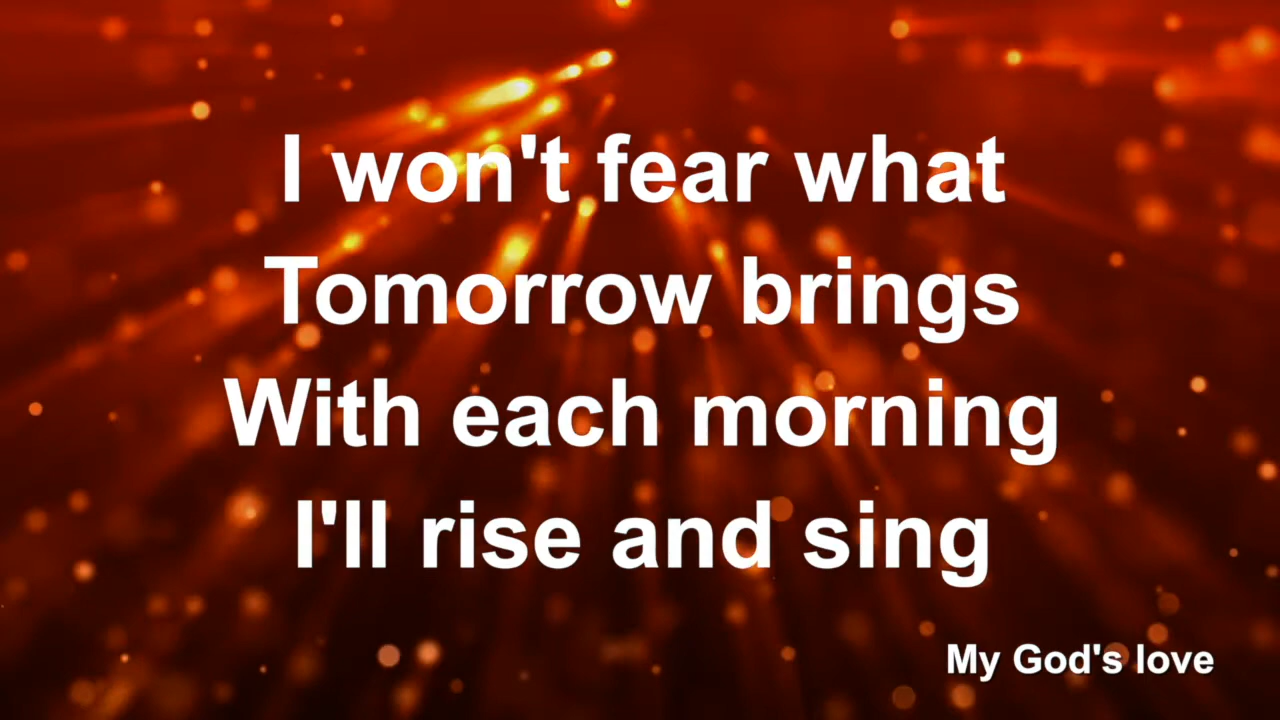 I won't fear what
Tomorrow brings
With each morning
I'll rise and sing
My God's love